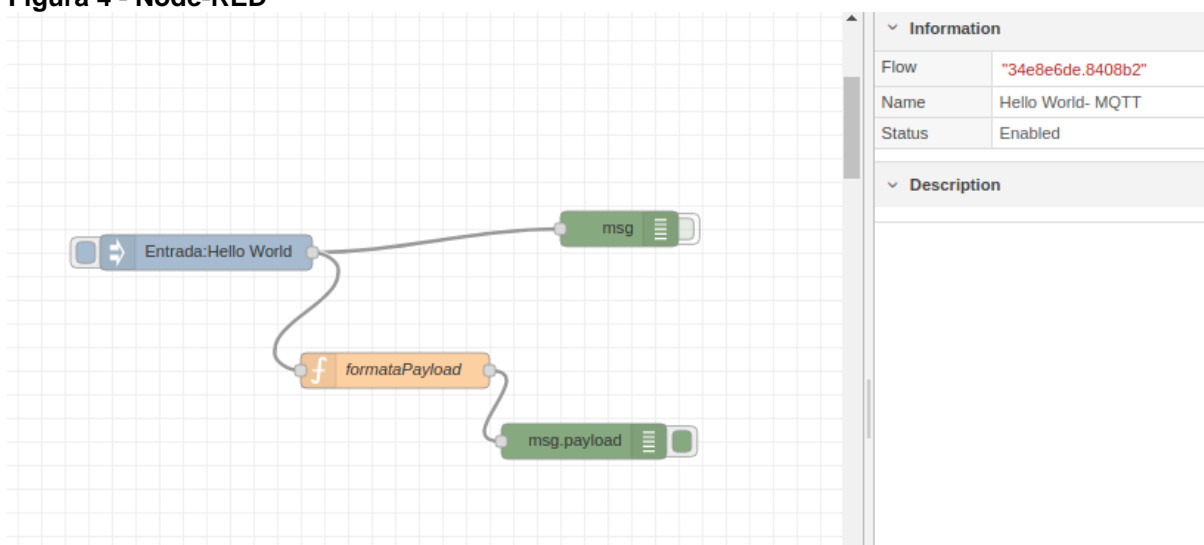 Figura 4 - Node-RED
Information
Flow "34e8e6de.8408b2"
Name Hello World- MQTT
Status Enabled
Description
msg
Entrada:Hello World
formataPayload
msg.payload